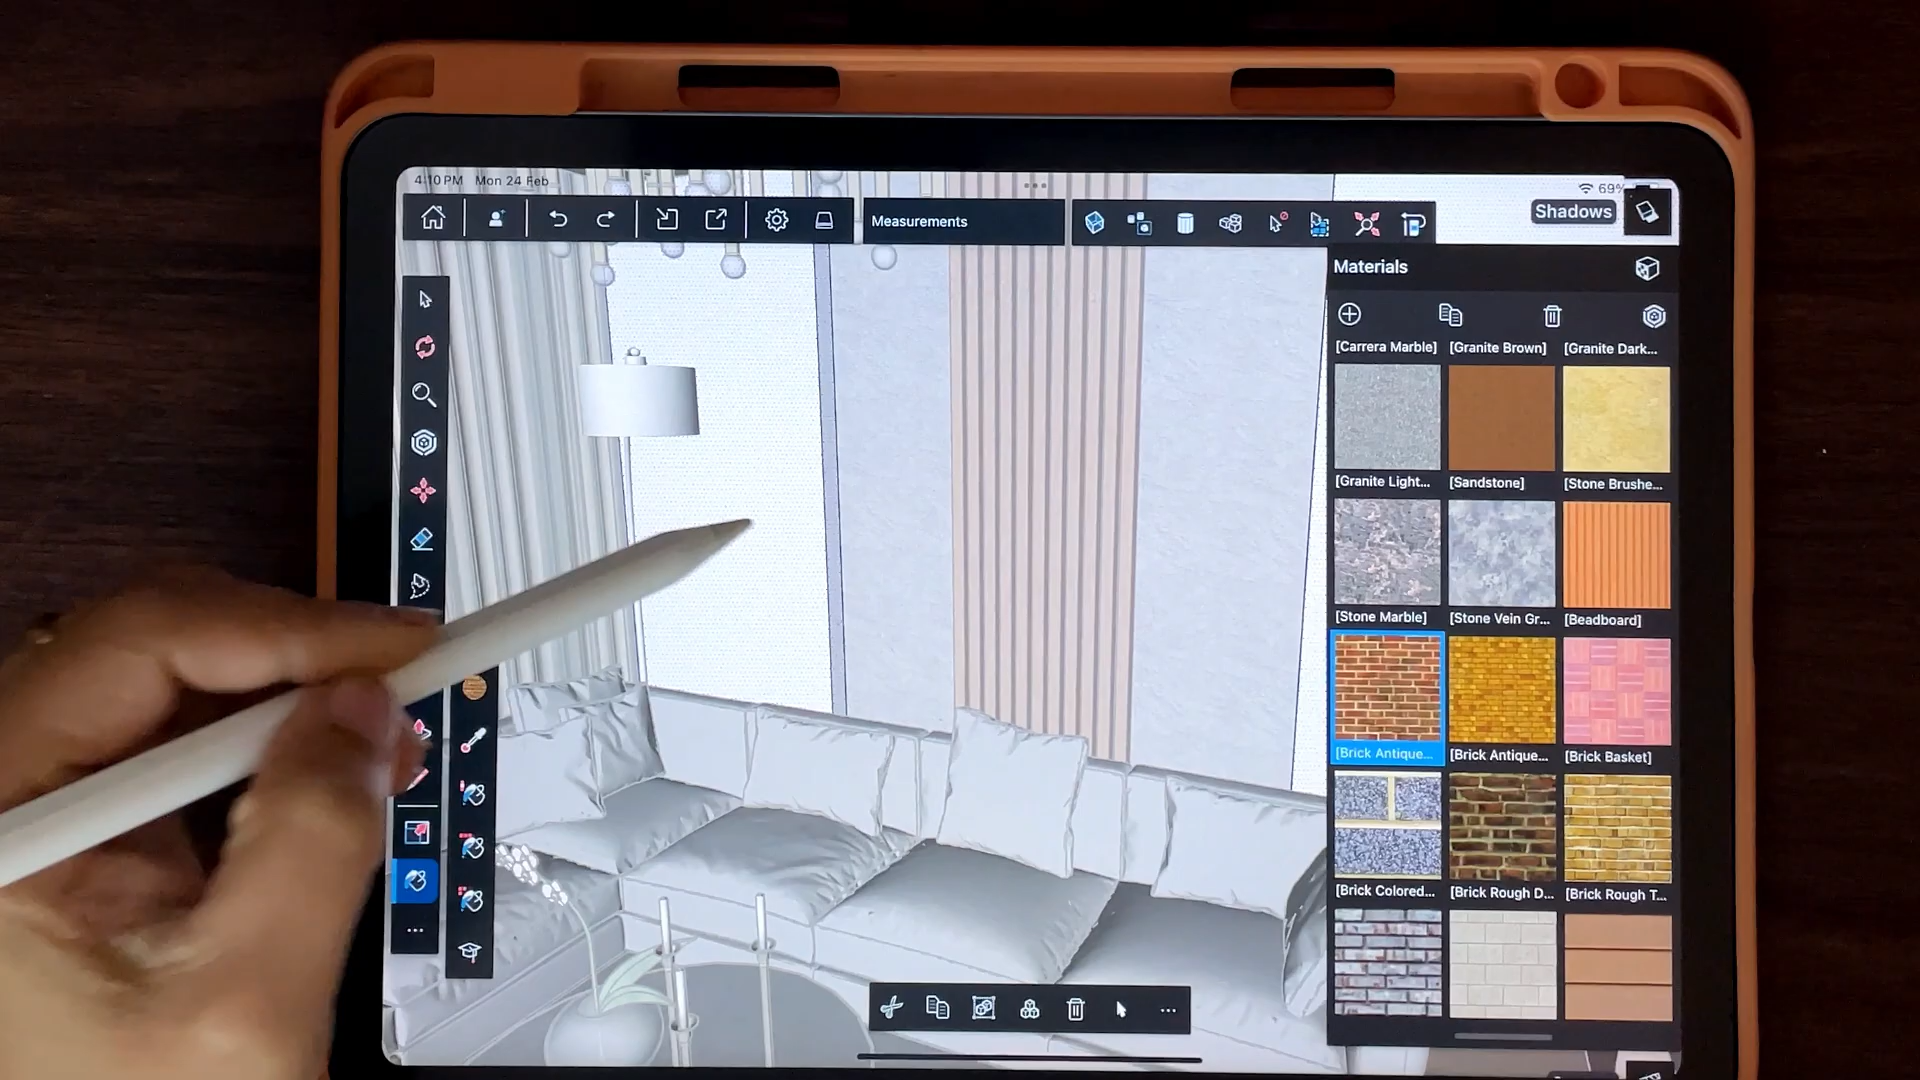 4:10 PM Mon 24 Feb
69%
Measurements
Shadows
Materials
[Carrera Marble] [Granite Brown] [Granite Dark...
[Granite Light... [Sandstone] [Stone Brushe...
[Stone Marble] [Stone Vein Gr... [Beadboard]
[Brick Antique... [Brick Antique... [Brick Basket]
[Brick Colored... [Brick Rough D... [Brick Rough T...